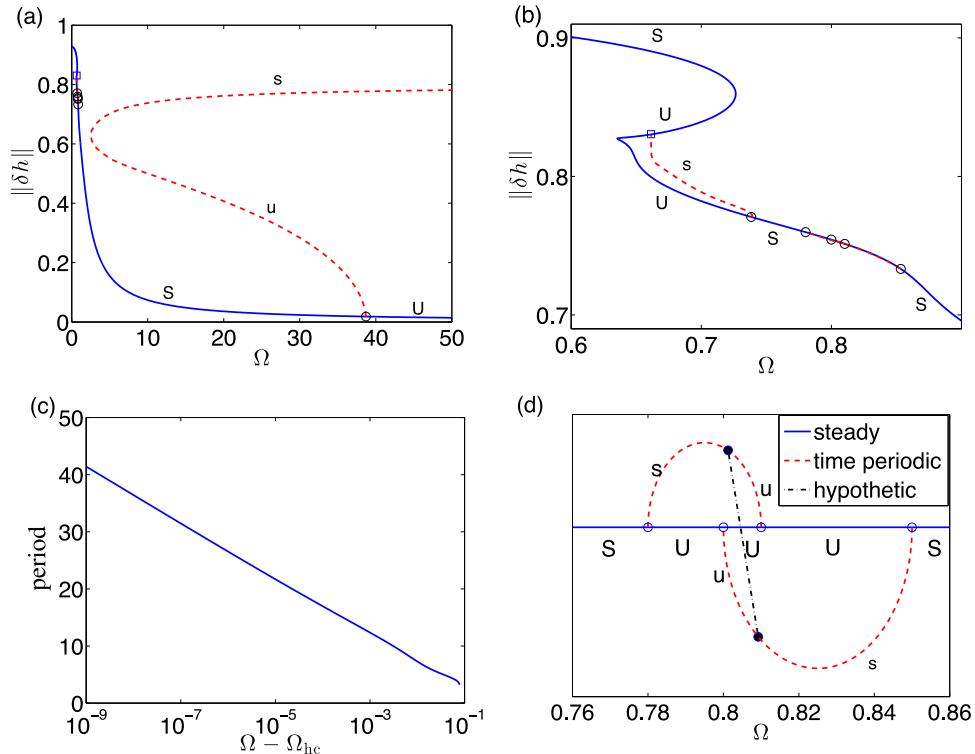 (a)
1
0.8
0.6
0.4
0.2
0
‖δh‖
s
u
S
U
0 10 20 30 40 50
Ω
(b)
0.9
0.8
0.7
‖δh‖
S
U
s
U
S
S
0.6 0.7 0.8
Ω
(c)
50
40
30
20
10
0
period
10⁻⁹ 10⁻⁷ 10⁻⁵ 10⁻³ 10⁻¹
Ω − Ω_hc
(d)
steady
time periodic
hypothetic
s
u
S U U U S
u
s
0.76 0.78 0.8 0.82 0.84 0.86
Ω